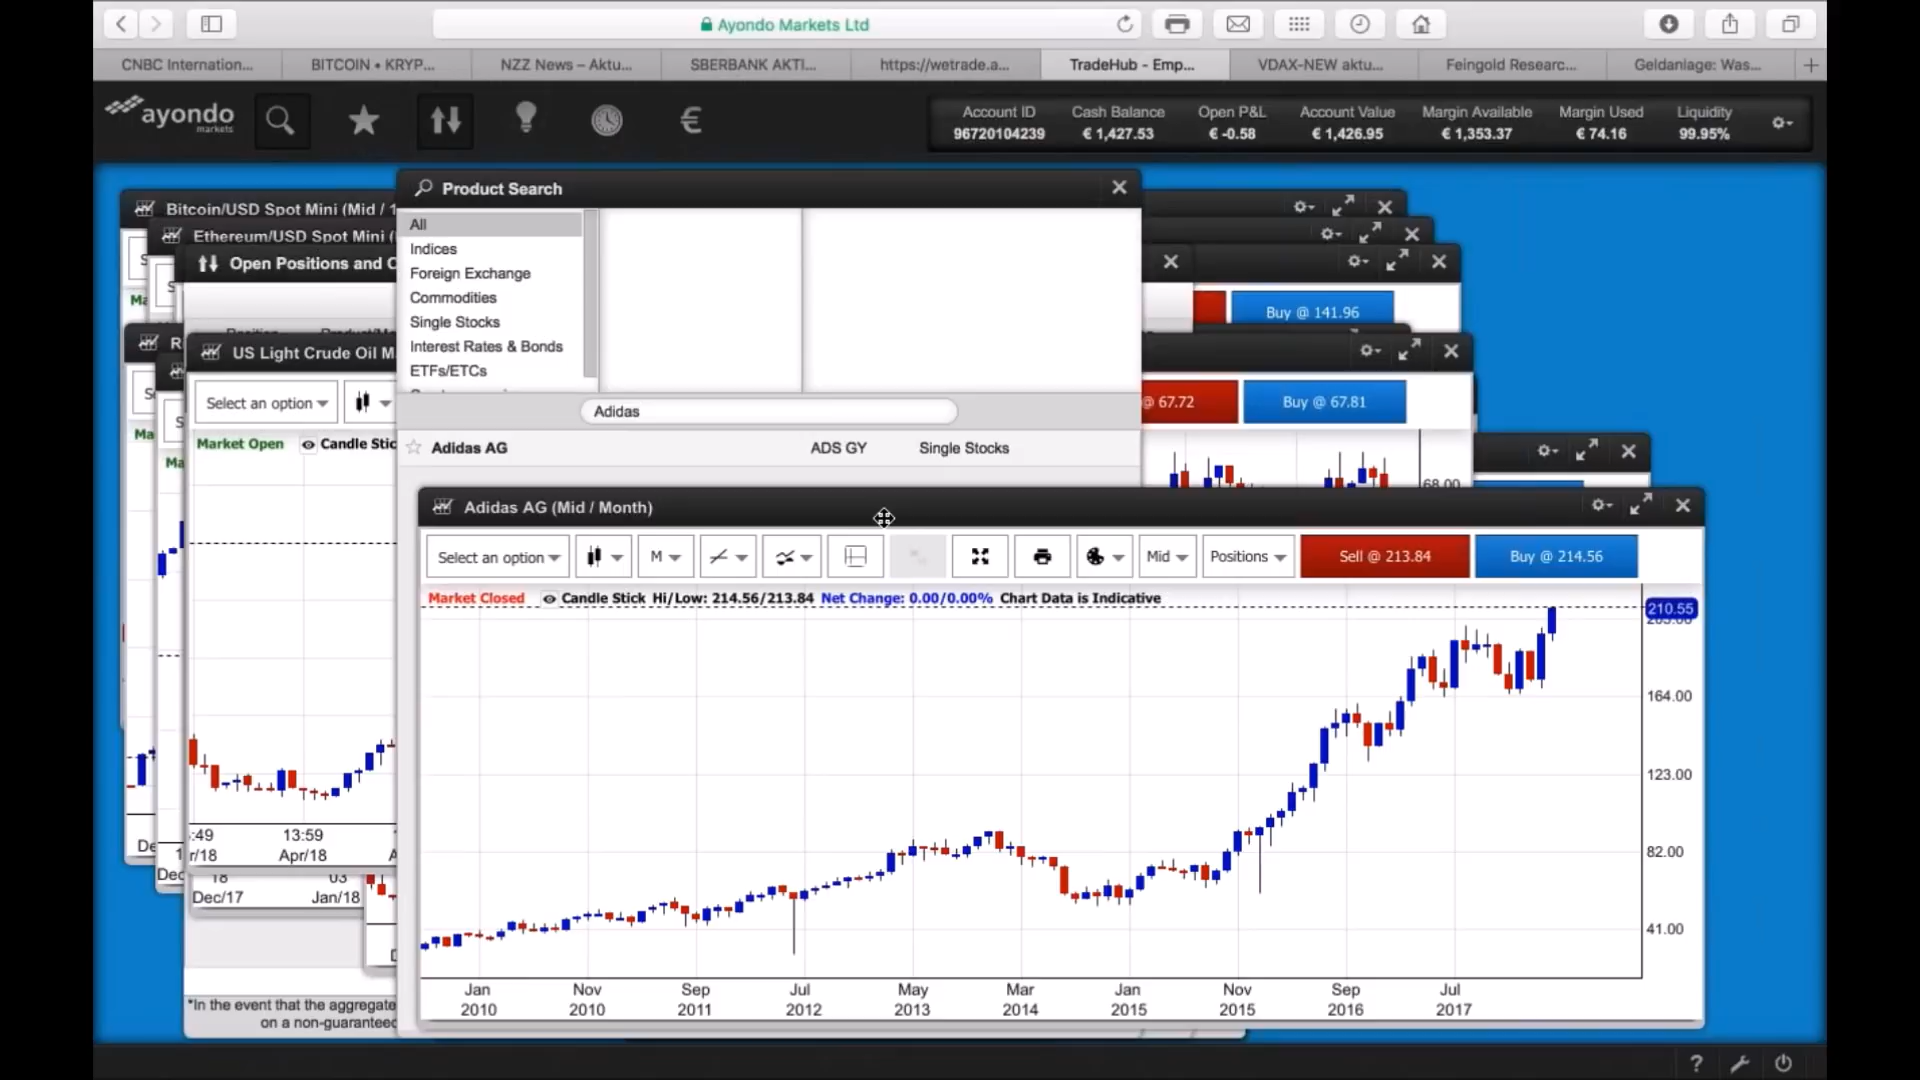 Ayondo Markets Ltd
CNBC Internation...
BITCOIN • KRYP...
NZZ News – Aktu...
SBERBANK AKTI...
https://wetrade.a...
TradeHub - Emp...
VDAX-NEW aktu...
Feingold Researc...
Geldanlage: Was...
ayondo
markets
€
Account ID
96720104239
Cash Balance
€ 1,427.53
Open P&L
€ -0.58
Account Value
€ 1,426.95
Margin Available
€ 1,353.37
Margin Used
€ 74.16
Liquidity
99.95%
Product Search
Bitcoin/USD Spot Mini (Mid / 1
Ethereum/USD Spot Mini (
Open Positions and
All
Indices
Foreign Exchange
Commodities
Single Stocks
Interest Rates & Bonds
ETFs/ETCs
Buy @ 141.96
US Light Crude Oil M
Select an option
@ 67.72
Buy @ 67.81
Adidas
Market Open
Candle Stic
Adidas AG
ADS GY
Single Stocks
68.00
Adidas AG (Mid / Month)
Select an option
M
Mid
Positions
Sell @ 213.84
Buy @ 214.56
Market Closed
Candle Stick Hi/Low: 214.56/213.84 Net Change: 0.00/0.00% Chart Data is Indicative
210.55
164.00
123.00
82.00
41.00
:49
13:59
r/18
Apr/18
18
03
Dec/17
Jan/18
Jan
2010
Nov
2010
Sep
2011
Jul
2012
May
2013
Mar
2014
Jan
2015
Nov
2015
Sep
2016
Jul
2017
*In the event that the aggregate
on a non-guaranteed
?